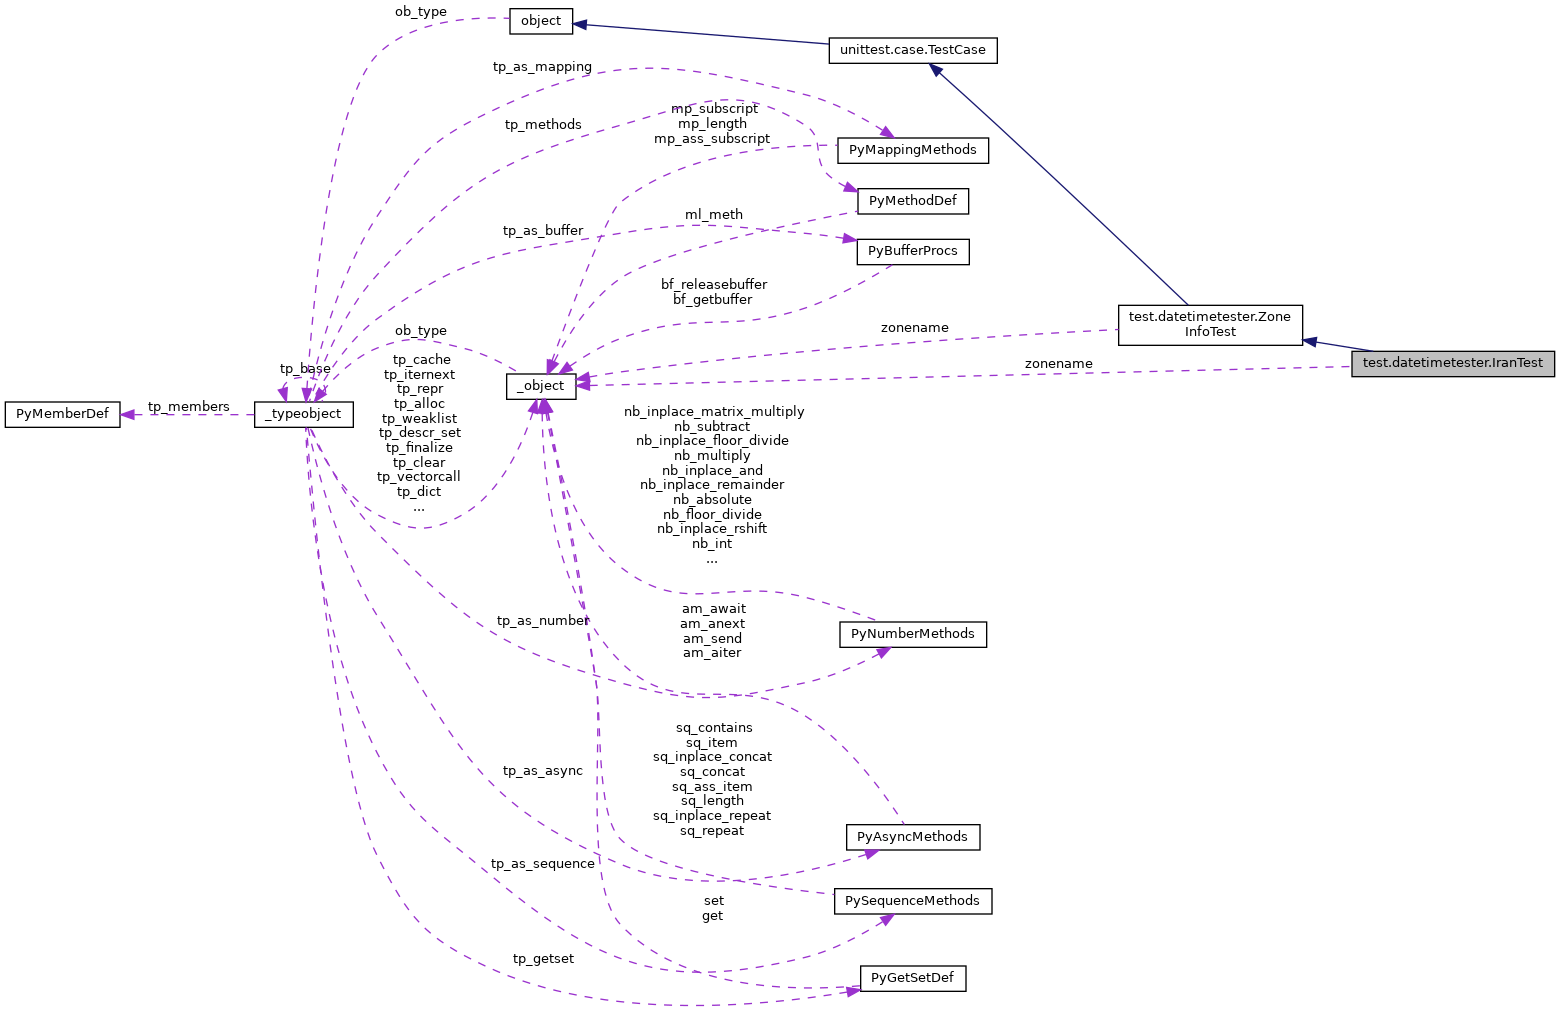 ob_type
object
unittest.case.TestCase
tp_as_mapping
mp_subscript
mp_length
mp_ass_subscript
tp_methods
PyMappingMethods
PyMethodDef
ml_meth
tp_as_buffer
PyBufferProcs
bf_releasebuffer
bf_getbuffer
test.datetimetester.Zone
InfoTest
zonename
zonename
test.datetimetester.IranTest
ob_type
tp_cache
tp_iternext
tp_repr
tp_alloc
tp_weaklist
tp_descr_set
tp_finalize
tp_clear
tp_vectorcall
tp_dict
...
tp_base
_object
PyMemberDef
tp_members
_typeobject
nb_inplace_matrix_multiply
nb_subtract
nb_inplace_floor_divide
nb_multiply
nb_inplace_and
nb_inplace_remainder
nb_absolute
nb_floor_divide
nb_inplace_rshift
nb_int
...
tp_as_number
am_await
am_anext
am_send
am_aiter
PyNumberMethods
sq_contains
sq_item
sq_inplace_concat
sq_concat
sq_ass_item
sq_length
sq_inplace_repeat
sq_repeat
tp_as_async
PyAsyncMethods
tp_as_sequence
PySequenceMethods
set
get
tp_getset
PyGetSetDef